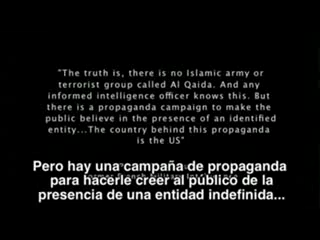 "The truth is, there is no Islamic army or
terrorist group called Al Qaida. And any
informed intelligence officer knows this. But
there is a propaganda campaign to make the
public believe in the presence of an identified
entity...The country behind this propaganda
is the US"
Pero hay una campaña de propaganda
para hacerle creer al público de la
presencia de una entidad indefinida...